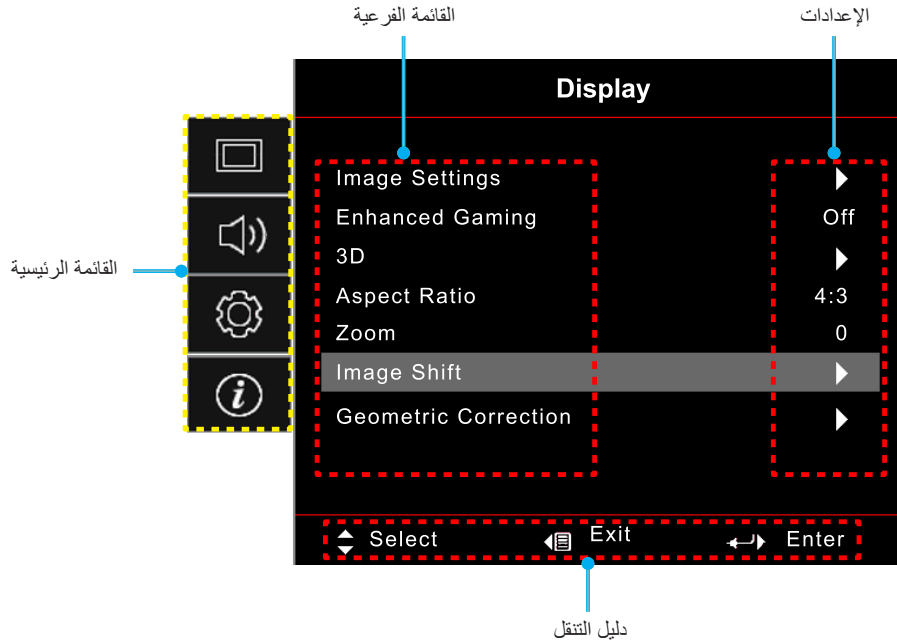 القائمة الفرعية
الإعدادات
Display
Image Settings
Enhanced Gaming Off
3D
Aspect Ratio 4:3
Zoom 0
Image Shift
Geometric Correction
القائمة الرئيسية
Select Exit Enter
دليل التنقل